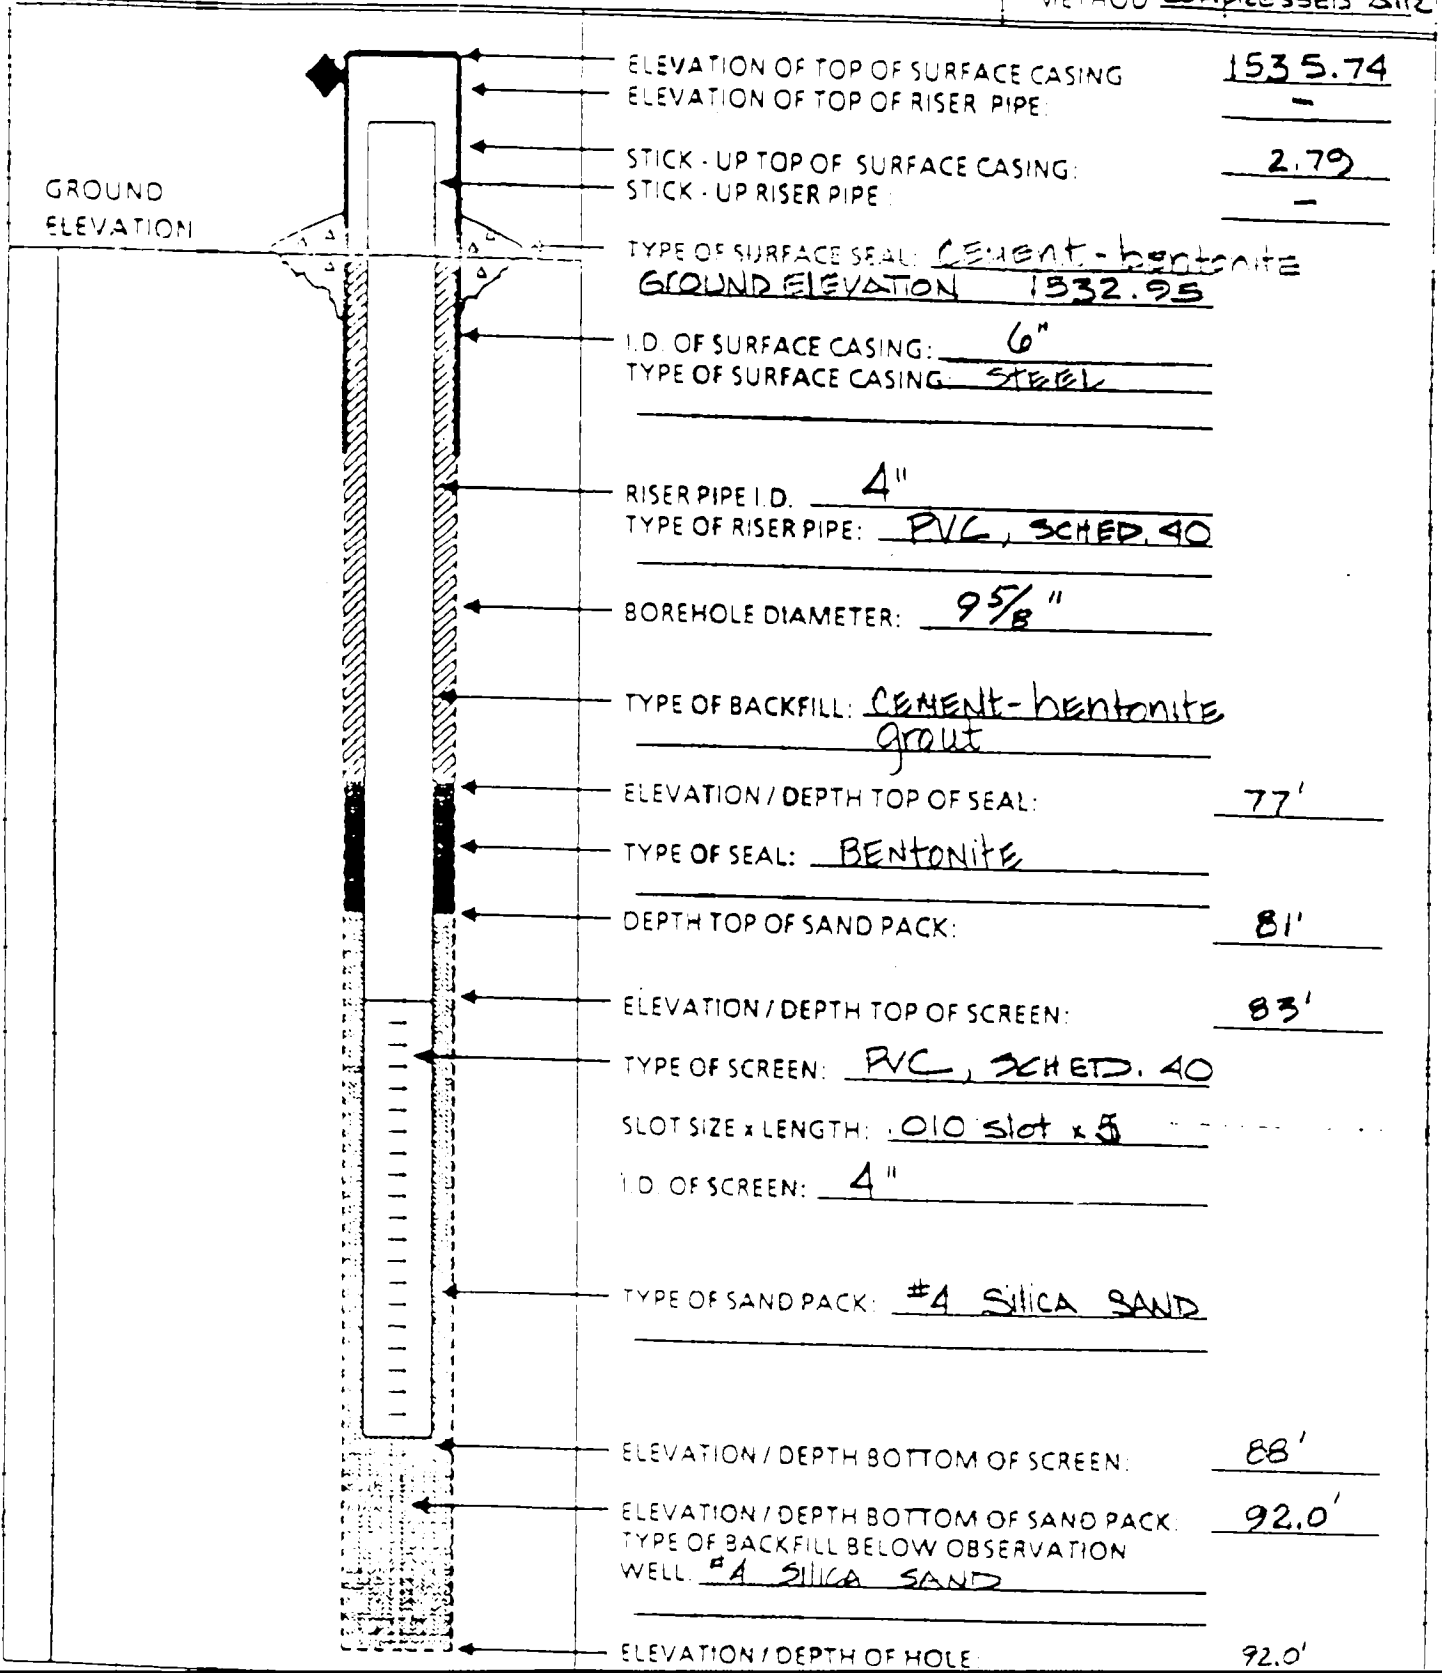 METHOD COMPRESSED AIR
ELEVATION OF TOP OF SURFACE CASING 1535.74
ELEVATION OF TOP OF RISER PIPE: -
STICK - UP TOP OF SURFACE CASING: 2.79
STICK - UP RISER PIPE : -
GROUND
ELEVATION
TYPE OF SURFACE SEAL: CEMENT - bentonite
GROUND ELEVATION 1532.95
I.D. OF SURFACE CASING: 6"
TYPE OF SURFACE CASING: STEEL
RISER PIPE I.D. 4"
TYPE OF RISER PIPE: PVC, SCHED. 40
BOREHOLE DIAMETER: 9 5/8"
TYPE OF BACKFILL: CEMENt-bentonite
grout
ELEVATION / DEPTH TOP OF SEAL: 77'
TYPE OF SEAL: BENtONitE
DEPTH TOP OF SAND PACK: 81'
ELEVATION / DEPTH TOP OF SCREEN: 83'
TYPE OF SCREEN: PVC, SCHED. 40
SLOT SIZE x LENGTH: .010 slot x 5
I.D. OF SCREEN: 4"
TYPE OF SAND PACK: #4 SiliCA SAND
ELEVATION / DEPTH BOTTOM OF SCREEN: 88'
ELEVATION / DEPTH BOTTOM OF SAND PACK: 92.0'
TYPE OF BACKFILL BELOW OBSERVATION
WELL: #4 SiliCA SAND
ELEVATION / DEPTH OF HOLE: 92.0'